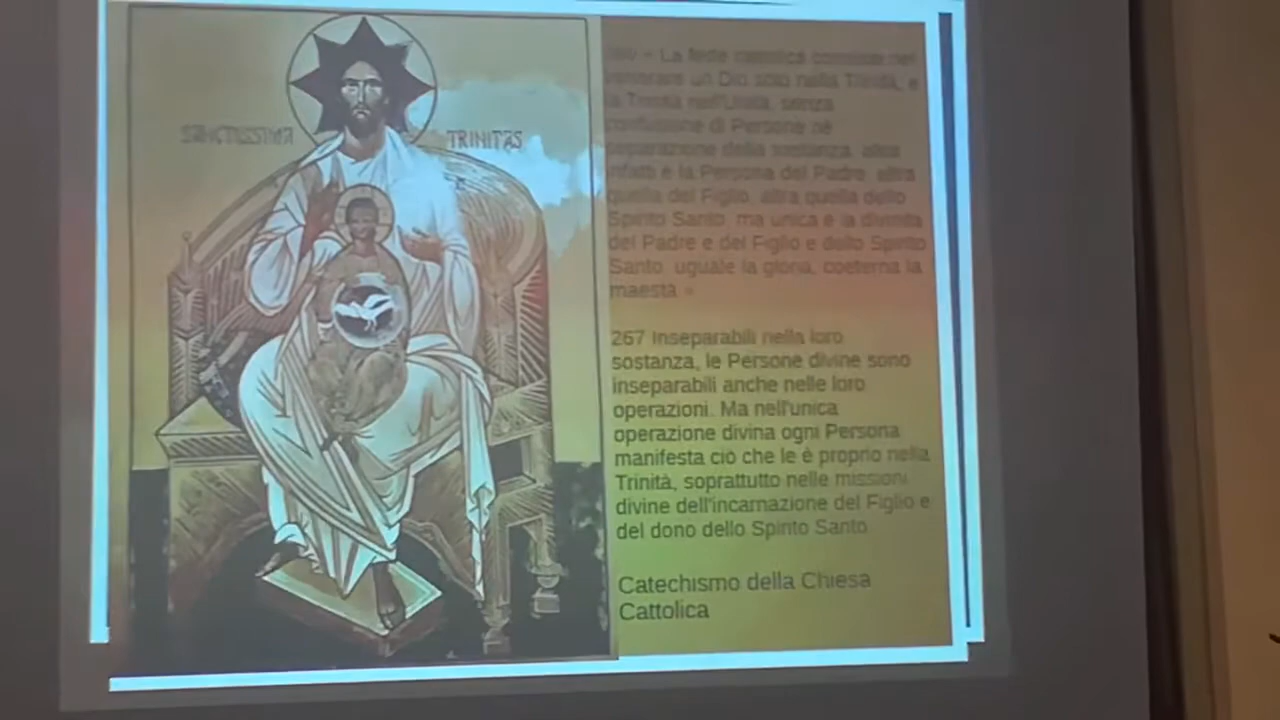 SANCTISSIMA TRINITAS
266 « La fede cattolica consiste nel
venerare un Dio solo nella Trinità, e
la Trinità nell'Unità, senza
confusione di Persone né
separazione della sostanza: altra
infatti è la Persona del Padre, altra
quella del Figlio, altra quella dello
Spirito Santo; ma unica è la divinità
del Padre e del Figlio e dello Spirito
Santo, uguale la gloria, coeterna la
maestà »
267 Inseparabili nella loro
sostanza, le Persone divine sono
inseparabili anche nelle loro
operazioni. Ma nell'unica
operazione divina ogni Persona
manifesta ciò che le è proprio nella
Trinità, soprattutto nelle missioni
divine dell'incarnazione del Figlio e
del dono dello Spirito Santo
Catechismo della Chiesa
Cattolica